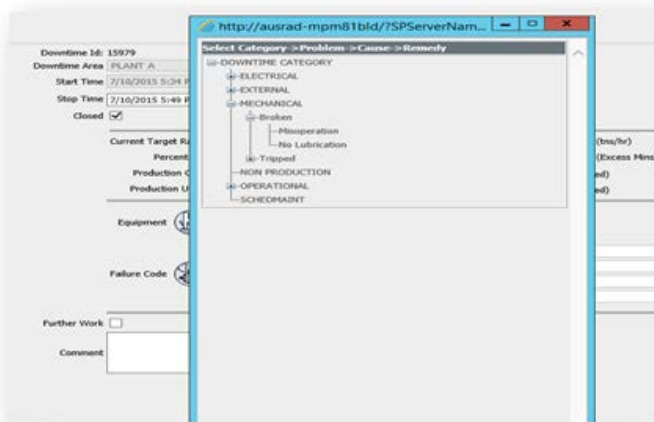 http://ausrad-mpm81bld/?SPServerNam...
Select Category->Problem->Cause->Remedy
DOWNTIME CATEGORY
ELECTRICAL
EXTERNAL
MECHANICAL
Broken
Misoperation
No Lubrication
Tripped
NON PRODUCTION
OPERATIONAL
SCHEDMAINT
Downtime Id: 15979
Downtime Area PLANT A
Start Time 7/10/2015 5:34 P
Stop Time 7/10/2015 5:49 P
Closed
Current Target Ra
(tns/hr)
Percent
(Excess Mins
Production C
ed)
Production U
ed)
Equipment
Failure Code
Further Work
Comment